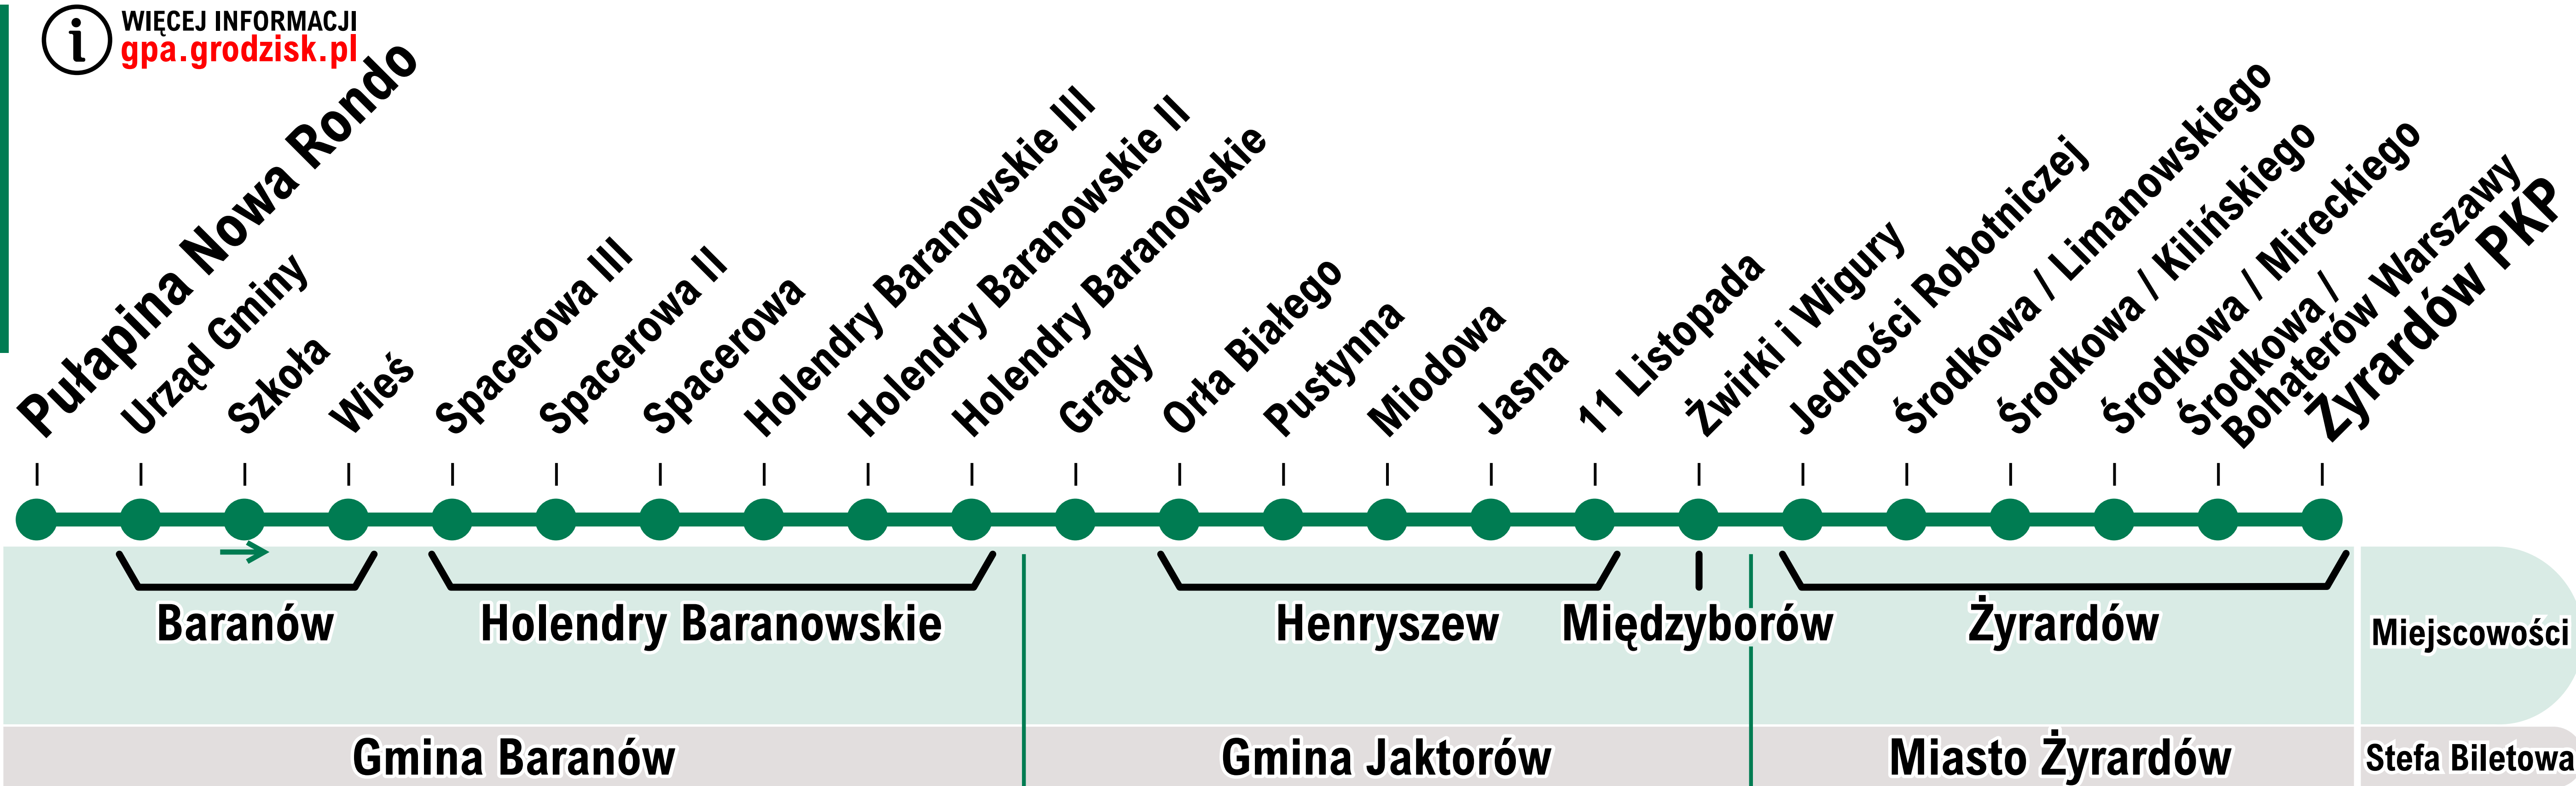 i
WIĘCEJ INFORMACJI
gpa.grodzisk.pl
Pułapina Nowa Rondo
Urząd Gminy
Szkoła
Wieś
Spacerowa III
Spacerowa II
Spacerowa
Holendry Baranowskie III
Holendry Baranowskie II
Holendry Baranowskie
Grądy
Orła Białego
Pustynna
Miodowa
Jasna
11 Listopada
Żwirki i Wigury
Jedności Robotniczej
Środkowa / Limanowskiego
Środkowa / Kilińskiego
Środkowa / Mireckiego
Środkowa /
Bohaterów Warszawy
Żyrardów PKP
Baranów
Holendry Baranowskie
Henryszew
Międzyborów
Żyrardów
Miejscowości
Gmina Baranów
Gmina Jaktorów
Miasto Żyrardów
Stefa Biletowa